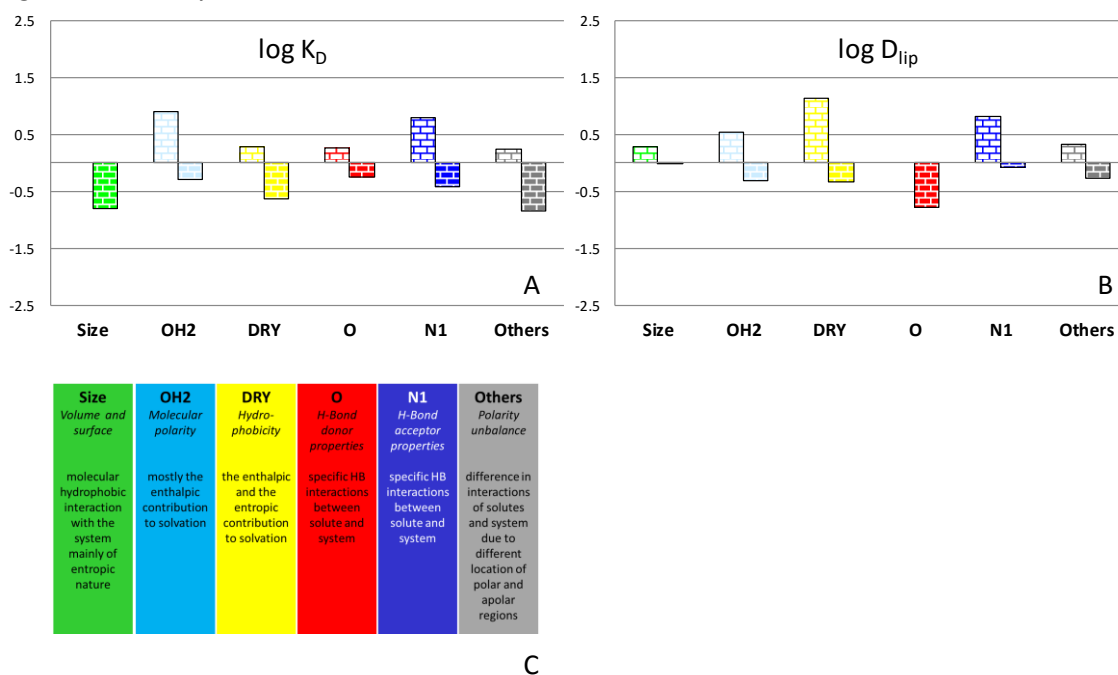 2.5
1.5
0.5
-0.5
-1.5
-2.5
log K_D
A
Size OH2 DRY O N1 Others
2.5
1.5
0.5
-0.5
-1.5
-2.5
log D_lip
B
Size OH2 DRY O N1 Others
Size
Volume and
surface
molecular
hydrophobic
interaction
with the
system
mainly of
entropic
nature
OH2
Molecular
polarity
mostly the
enthalpic
contribution
to solvation
DRY
Hydro-
phobicity
the enthalpic
and the
entropic
contribution
to solvation
O
H-Bond
donor
properties
specific HB
interactions
between
solute and
system
N1
H-Bond
acceptor
properties
specific HB
interactions
between
solute and
system
Others
Polarity
unbalance
difference in
interactions
of solutes
and system
due to
different
location of
polar and
apolar
regions
C